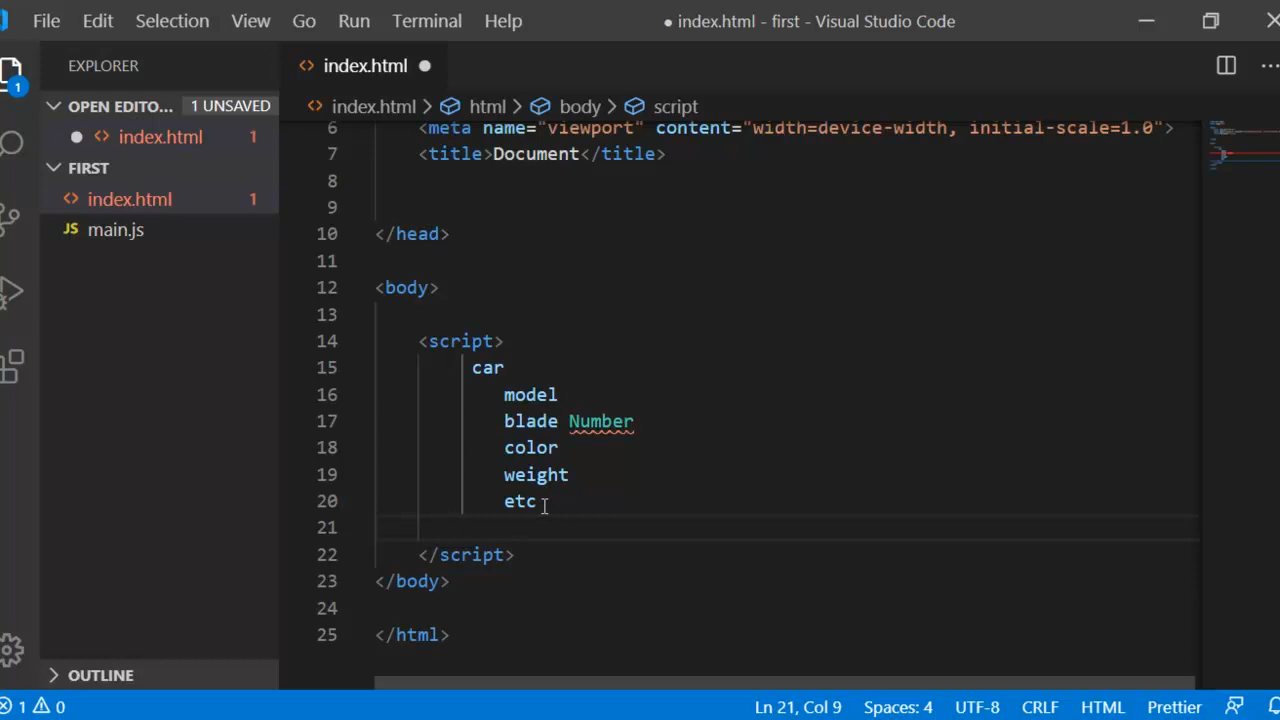 File Edit Selection View Go Run Terminal Help ● index.html - first - Visual Studio Code
EXPLORER
OPEN EDITO... 1 UNSAVED
index.html 1
FIRST
index.html 1
JS main.js
OUTLINE
1
index.html
index.html > html > body > script
6 <meta name="viewport" content="width=device-width, initial-scale=1.0">
7 <title>Document</title>
8
9
10 </head>
11
12 <body>
13
14 <script>
15 car
16 model
17 blade Number
18 color
19 weight
20 etc
21
22 </script>
23 </body>
24
25 </html>
1 0 Ln 21, Col 9 Spaces: 4 UTF-8 CRLF HTML Prettier